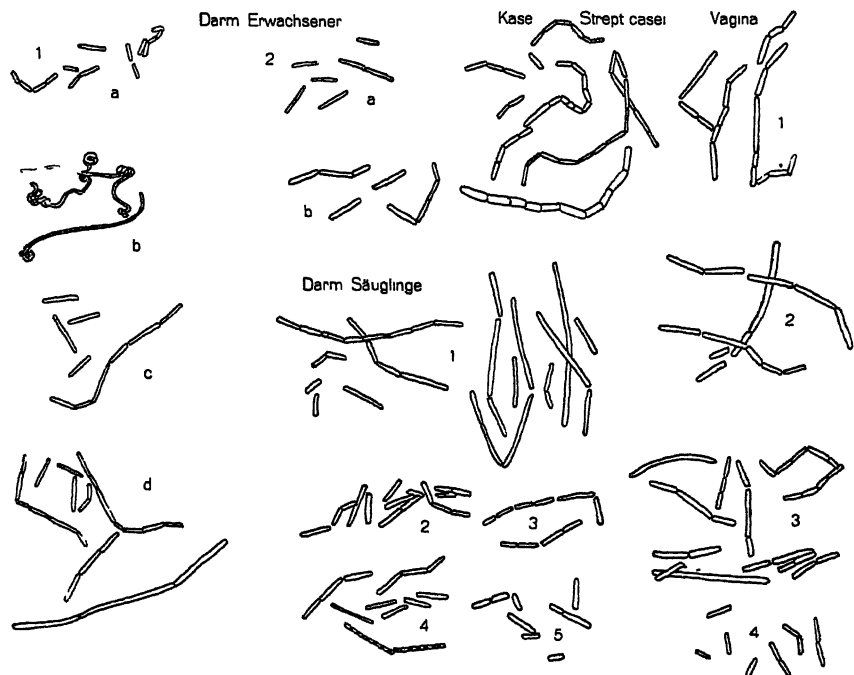 Darm Erwachsener
Kase
Strept casei
Vagina
1
a
2
a
1
b
b
Darm Säuglinge
1
2
c
d
2
3
3
4
5
4